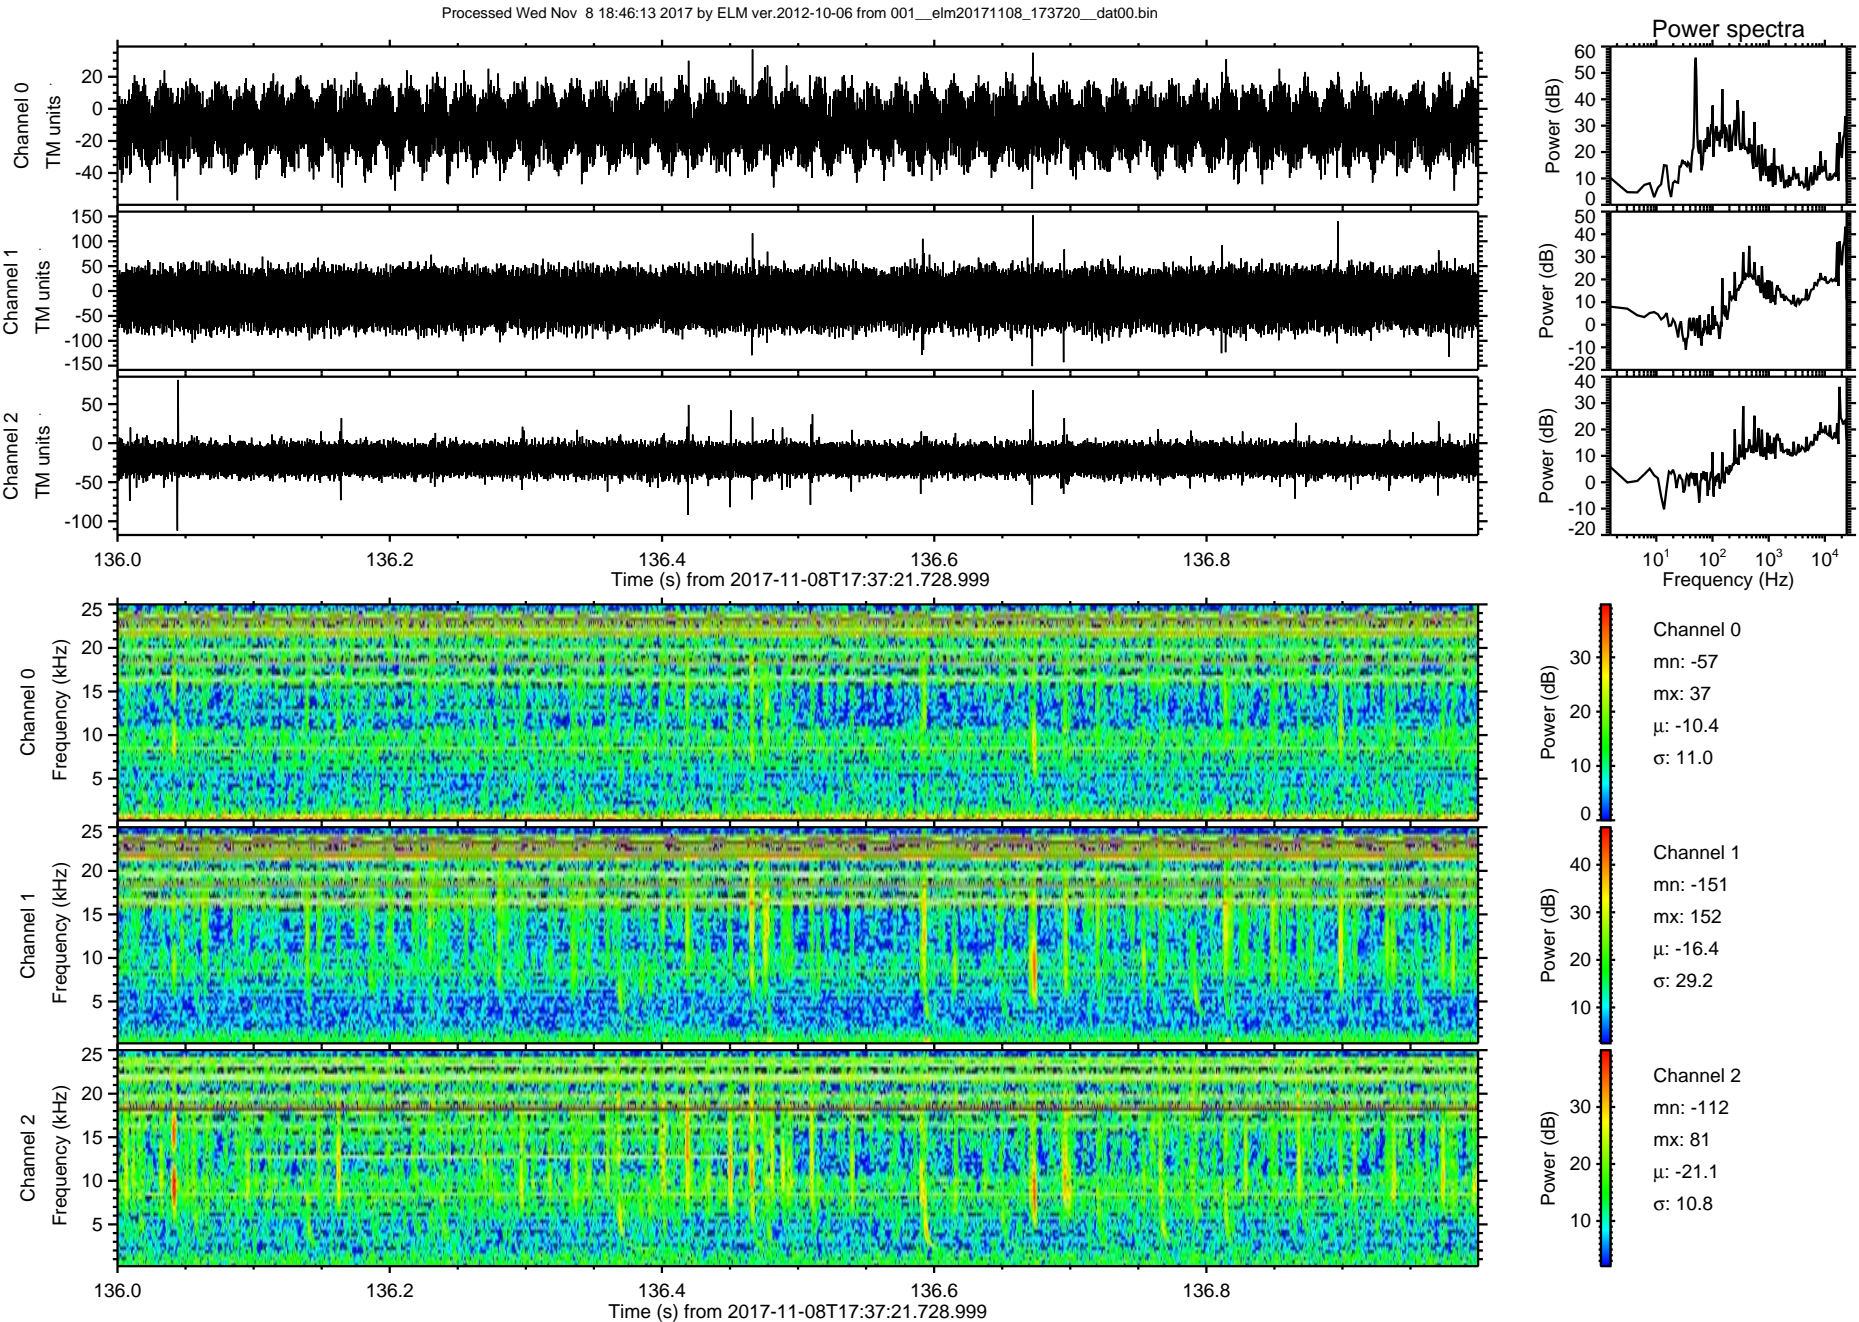 Processed Wed Nov  8 18:46:13 2017 by ELM ver.2012-10-06 from 001__elm20171108_173720__dat00.bin
Power spectra
Channel 0
TM units
20
0
-20
-40
Power (dB)
60
50
40
30
20
10
0
Channel 1
TM units
150
100
50
0
-50
-100
-150
Power (dB)
50
40
30
20
10
0
-10
-20
Channel 2
TM units
50
0
-50
-100
Power (dB)
40
30
20
10
0
-10
-20
136.0 136.2 136.4 136.6 136.8
Time (s) from 2017-11-08T17:37:21.728.999
10^1 10^2 10^3 10^4
Frequency (Hz)
Channel 0
Frequency (kHz)
25
20
15
10
5
Power (dB)
30
20
10
0
Channel 0
mn: -57
mx: 37
μ: -10.4
σ: 11.0
Channel 1
Frequency (kHz)
25
20
15
10
5
Power (dB)
40
30
20
10
Channel 1
mn: -151
mx: 152
μ: -16.4
σ: 29.2
Channel 2
Frequency (kHz)
25
20
15
10
5
Power (dB)
30
20
10
Channel 2
mn: -112
mx: 81
μ: -21.1
σ: 10.8
136.0 136.2 136.4 136.6 136.8
Time (s) from 2017-11-08T17:37:21.728.999